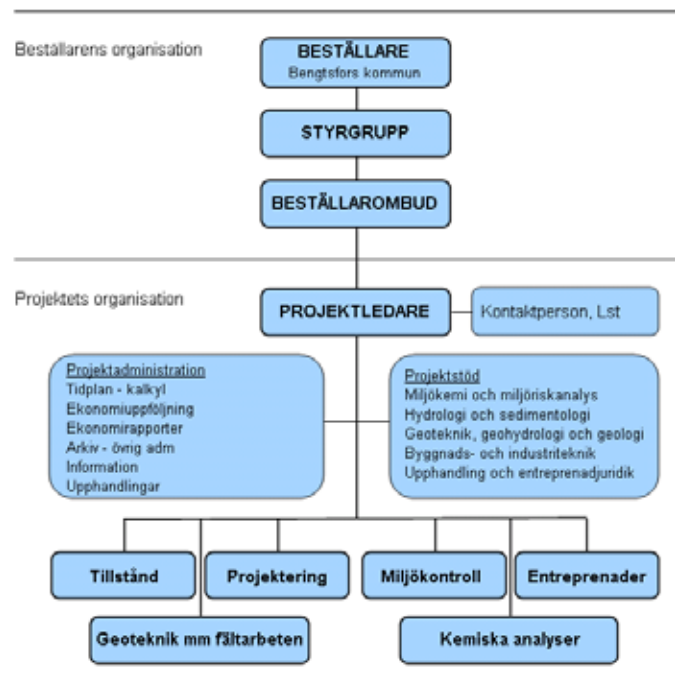 Beställarens organisation
BESTÄLLARE
Bengtsfors kommun
STYRGRUPP
BESTÄLLAROMBUD
Projektets organisation
PROJEKTLEDARE
Kontaktperson, Lst
Projektadministration
Tidplan - kalkyl
Ekonomiuppföljning
Ekonomirapporter
Arkiv - övrig adm
Information
Upphandlingar
Projektstöd
Miljökemi och miljöriskanalys
Hydrologi och sedimentologi
Geoteknik, geohydrologi och geologi
Byggnads- och industriteknik
Upphandling och entreprenadjuridik
Tillstånd
Projektering
Miljökontroll
Entreprenader
Geoteknik mm fältarbeten
Kemiska analyser